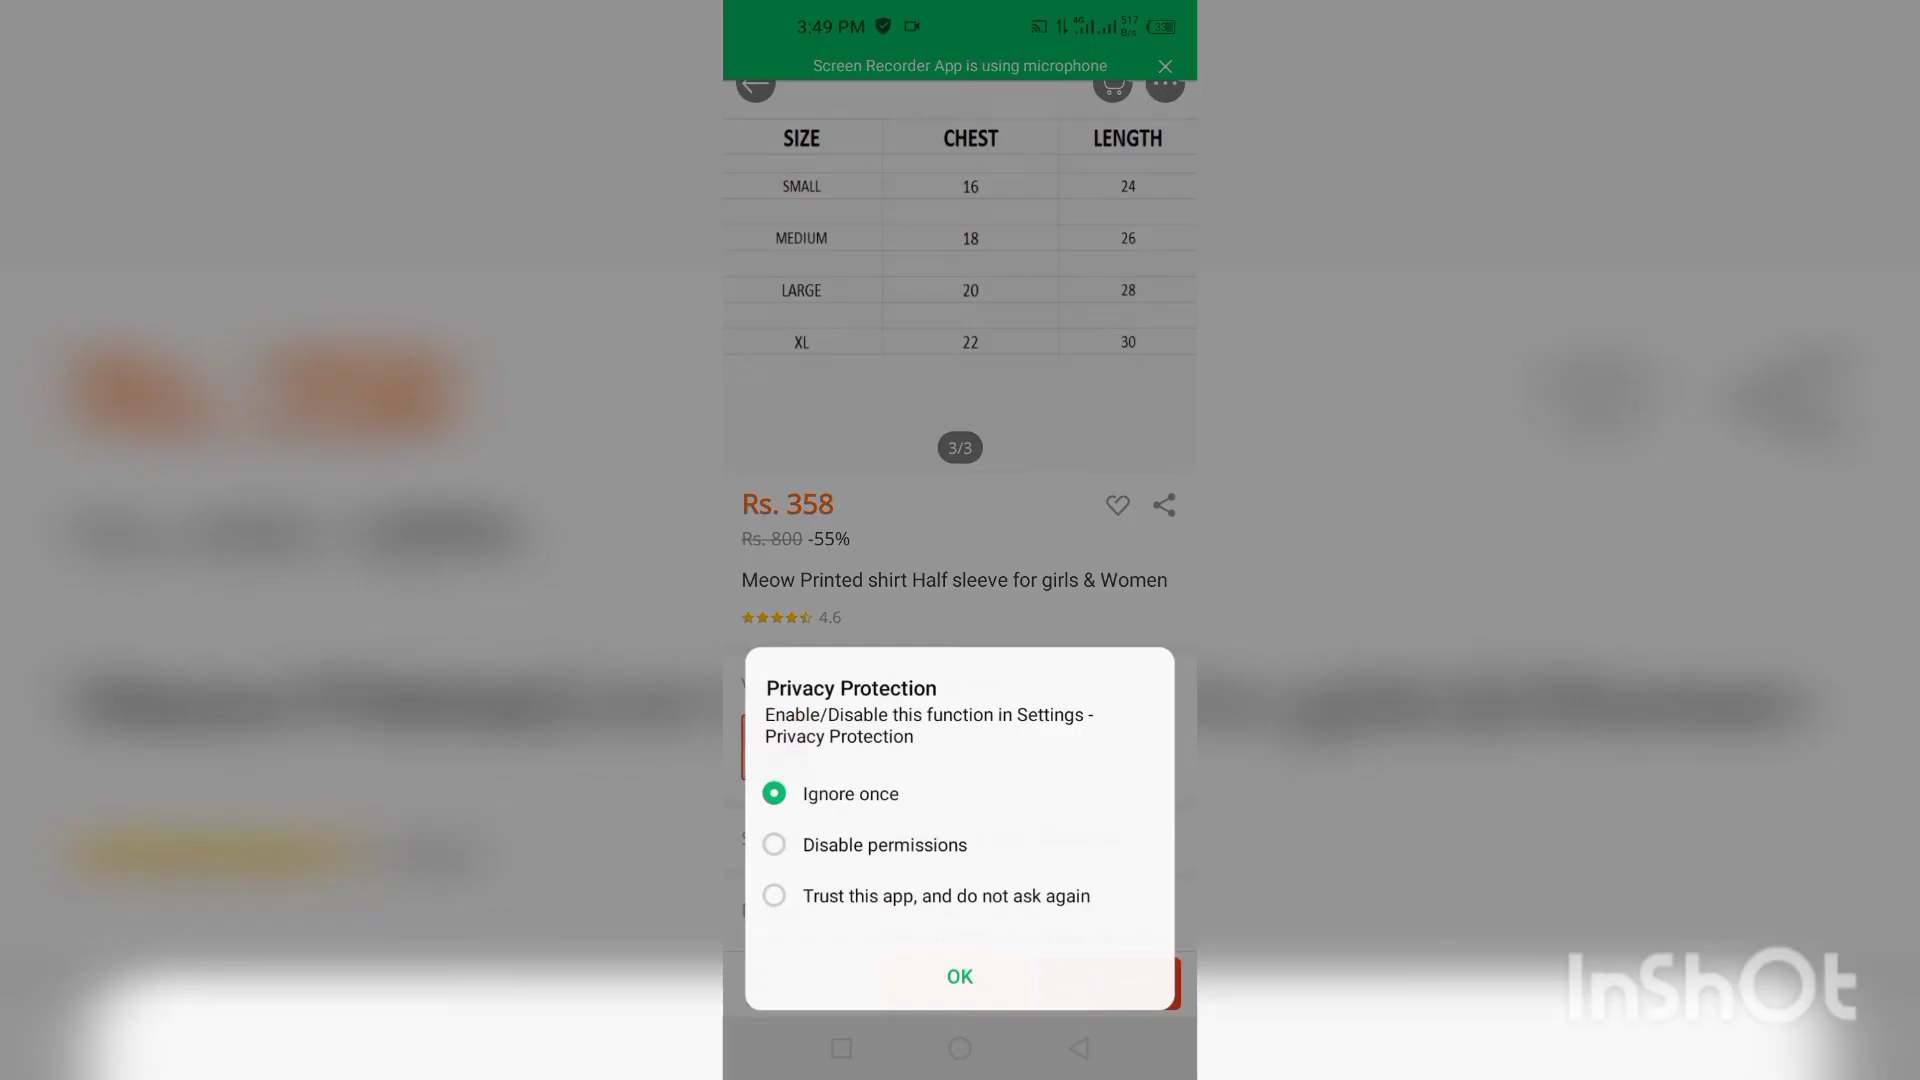 3:49 PM
4G
517
B/s
33
Screen Recorder App is using microphone
SIZE CHEST LENGTH
SMALL 16 24
MEDIUM 18 26
LARGE 20 28
XL 22 30
3/3
Rs. 358
Rs. 800 -55%
Meow Printed shirt Half sleeve for girls & Women
4.6
Privacy Protection
Enable/Disable this function in Settings -
Privacy Protection
Ignore once
Disable permissions
Trust this app, and do not ask again
OK
InShOt